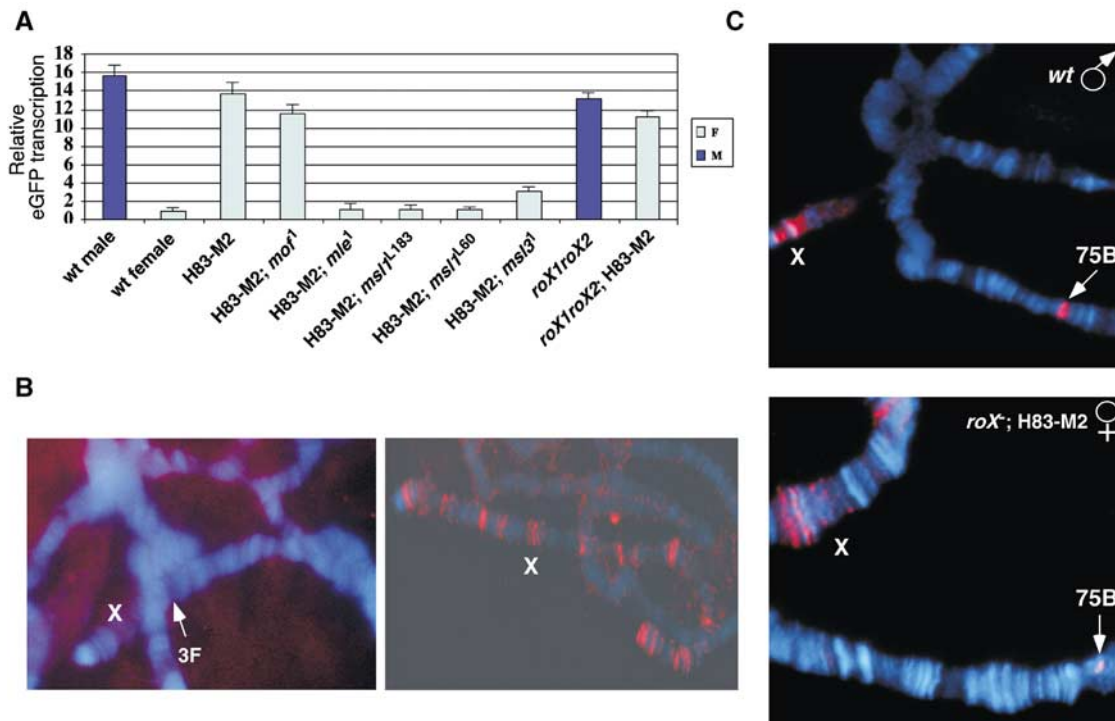 A
Relative
eGFP transcription
18
16
14
12
10
8
6
4
2
0
wt male
wt female
H83-M2
H83-M2; mof¹
H83-M2; mle¹
H83-M2; msl1ᴸ¹⁸³
H83-M2; msl1ᴸ⁶⁰
H83-M2; msl3¹
roX1roX2
roX1roX2; H83-M2
F
M
B
X
3F
X
C
wt ♂
X
75B
roX⁻; H83-M2 ♀
X
75B